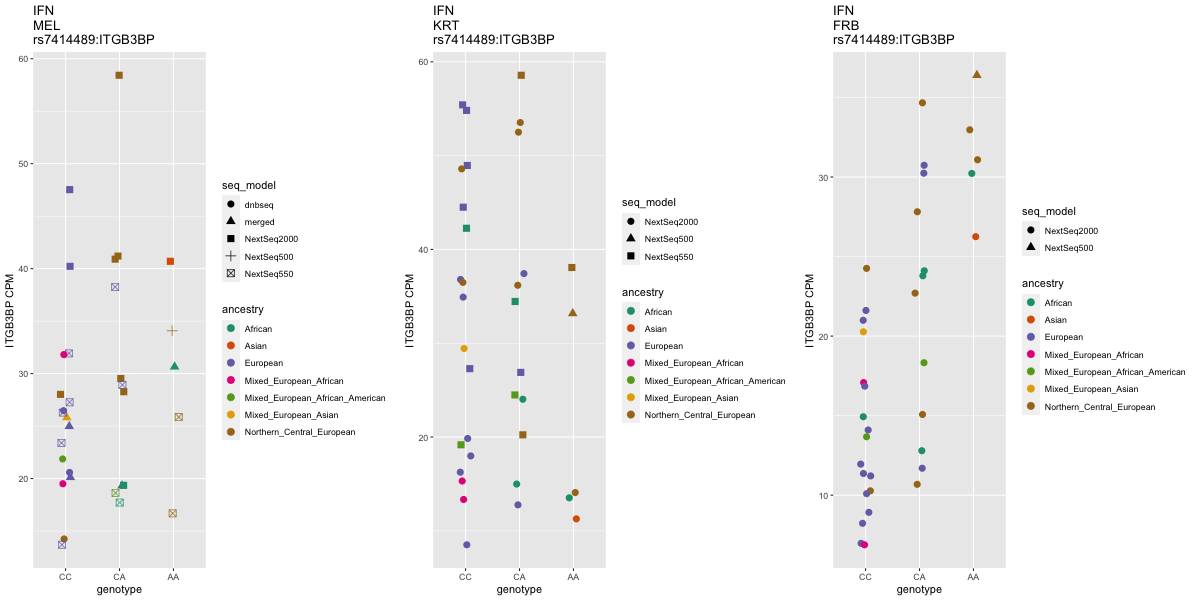 IFN
MEL
rs7414489:ITGB3BP
ITGB3BP CPM
60
50
40
30
20
CC
CA
AA
genotype
seq_model
dnbseq
merged
NextSeq2000
NextSeq500
NextSeq550
ancestry
African
Asian
European
Mixed_European_African
Mixed_European_African_American
Mixed_European_Asian
Northern_Central_European
IFN
KRT
rs7414489:ITGB3BP
ITGB3BP CPM
60
40
20
CC
CA
AA
genotype
seq_model
NextSeq2000
NextSeq500
NextSeq550
ancestry
African
Asian
European
Mixed_European_African
Mixed_European_African_American
Mixed_European_Asian
Northern_Central_European
IFN
FRB
rs7414489:ITGB3BP
ITGB3BP CPM
30
20
10
CC
CA
AA
genotype
seq_model
NextSeq2000
NextSeq500
ancestry
African
Asian
European
Mixed_European_African
Mixed_European_African_American
Mixed_European_Asian
Northern_Central_European